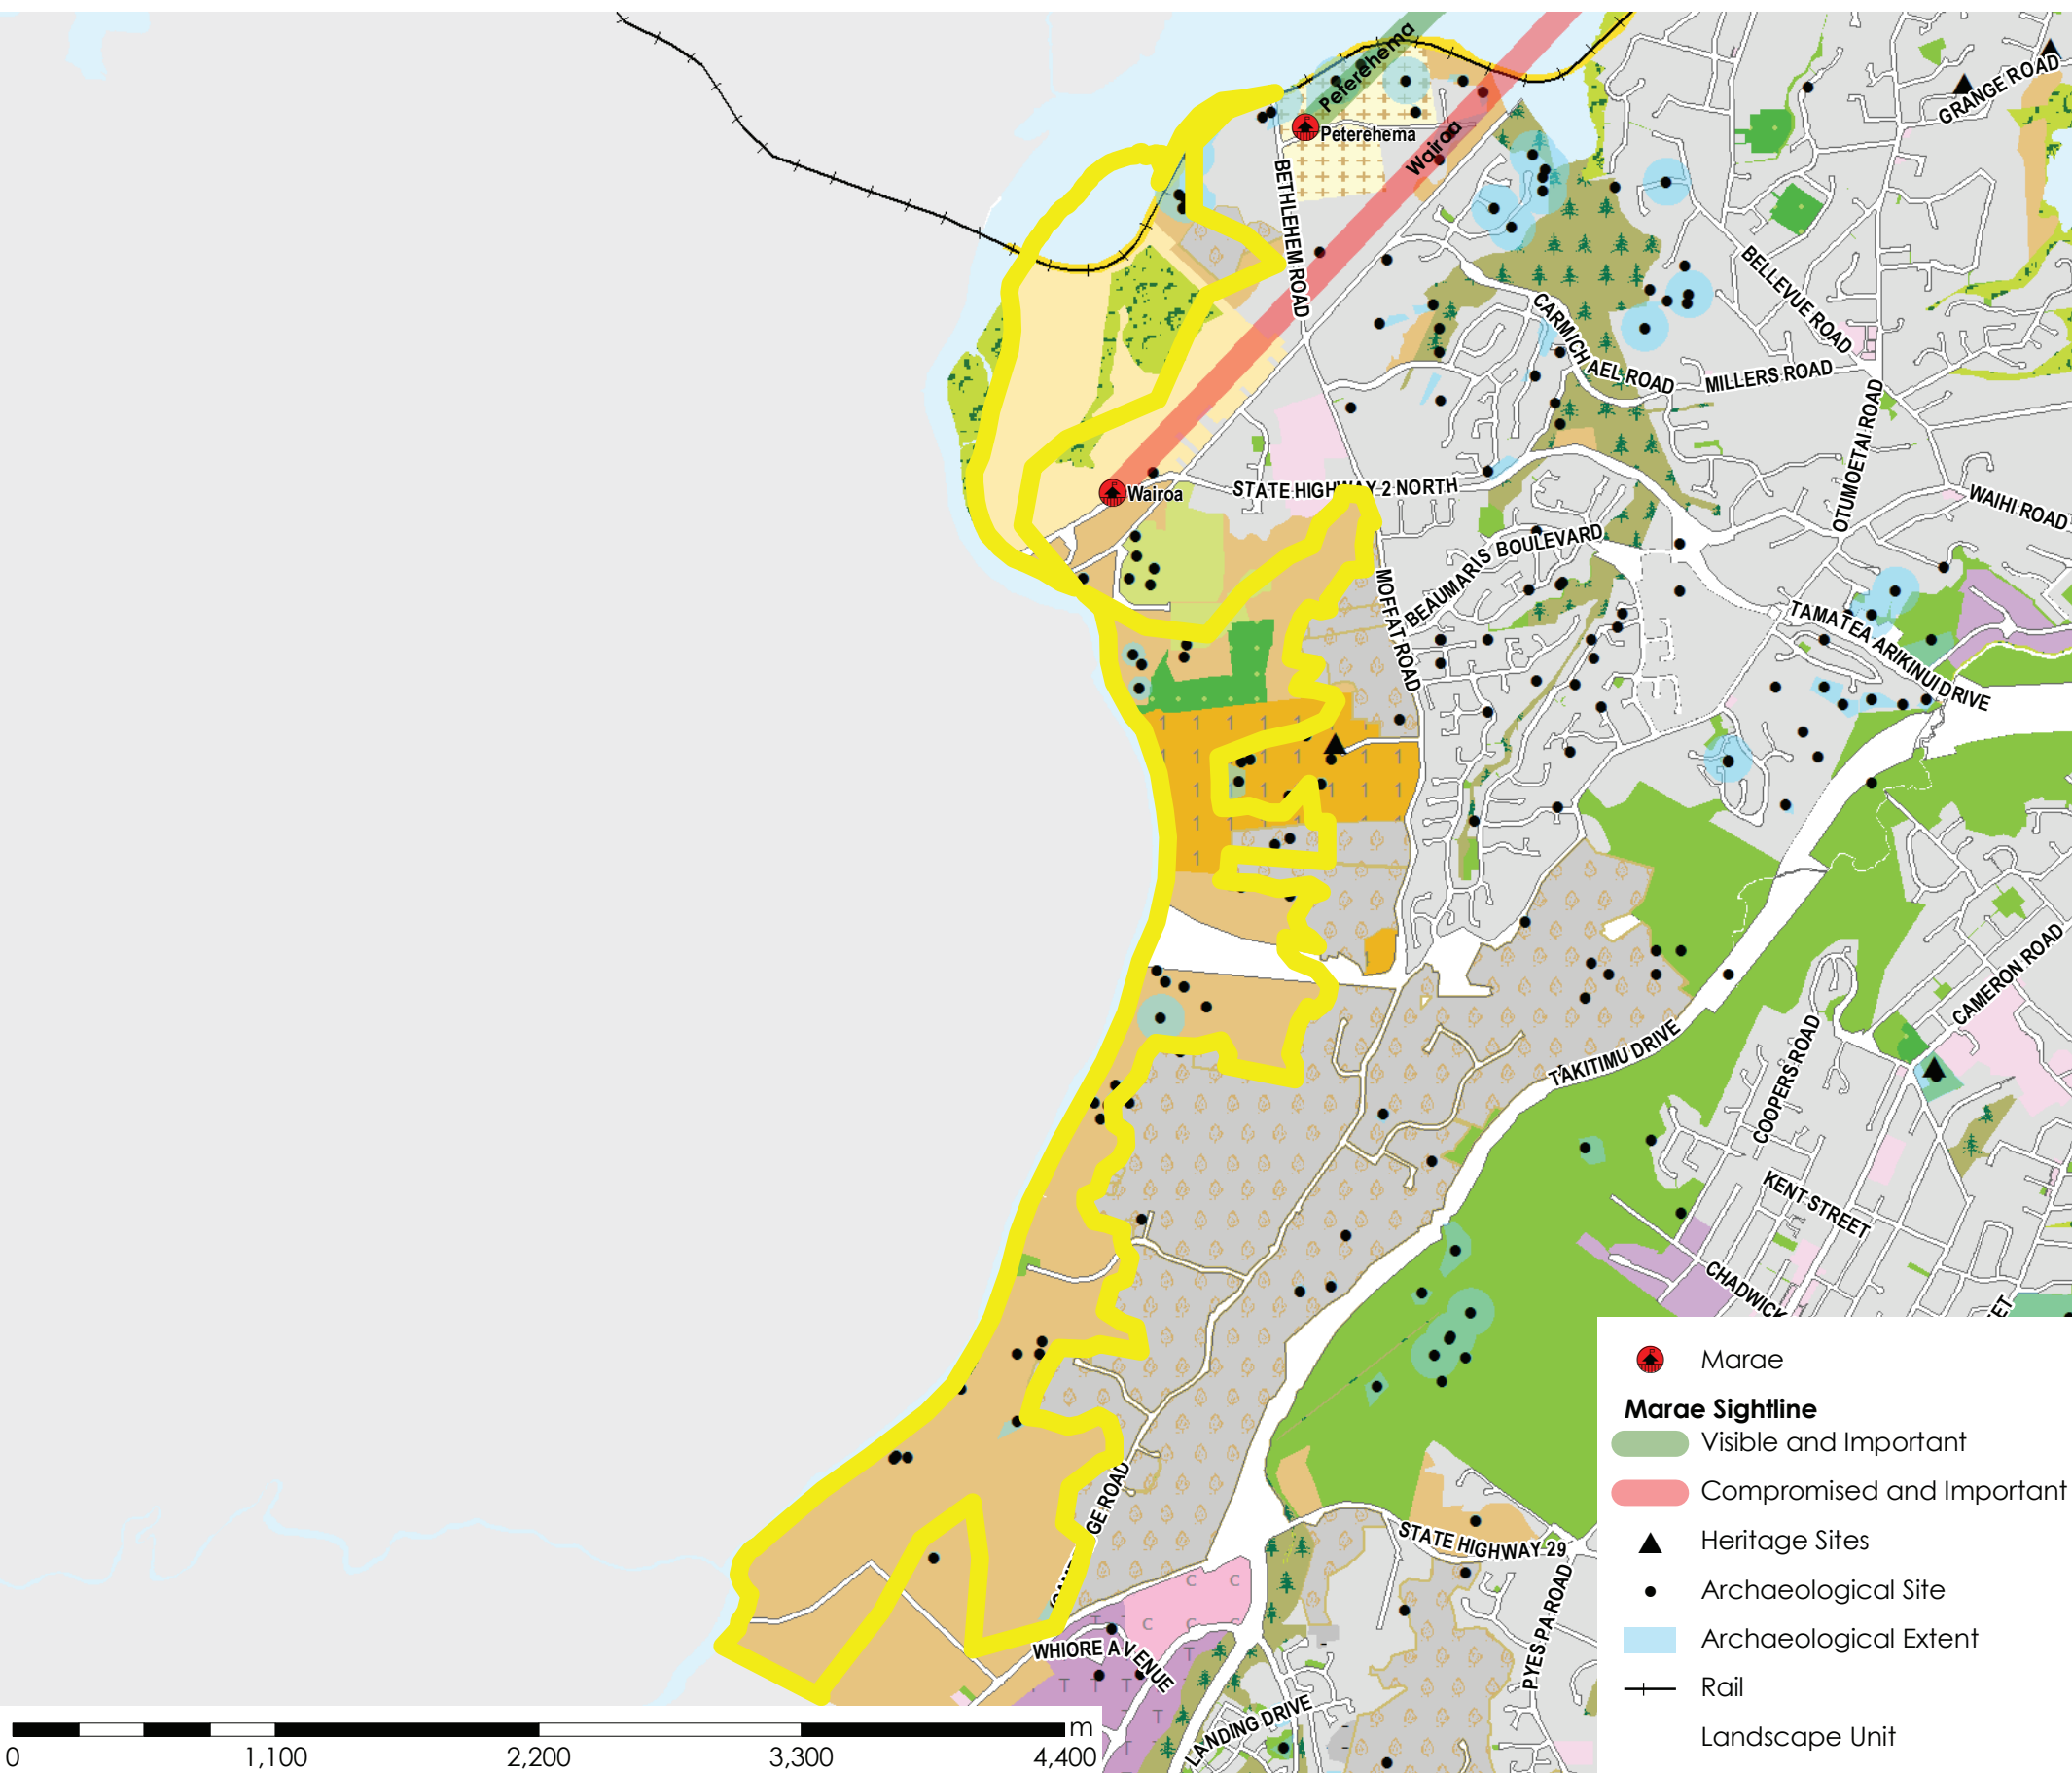 GRANGE ROAD
Peterehema
Peterehema
Wairoa
BETHLEHEM ROAD
BELLEVUE ROAD
CARMICHAEL ROAD
MILLERS ROAD
OTUMOETAI ROAD
Wairoa
STATE HIGHWAY 2 NORTH
WAIHI ROAD
BEAUMARIS BOULEVARD
MOFFAT ROAD
TAMATEA ARIKINUI DRIVE
CAMERON ROAD
TAKITIMU DRIVE
COOPERS ROAD
KENT STREET
CHADWICK
ET
GE ROAD
STATE HIGHWAY 29
PYES PA ROAD
WHIORE AVENUE
LANDING DRIVE
Marae
Marae Sightline
Visible and Important
Compromised and Important
Heritage Sites
Archaeological Site
Archaeological Extent
Rail
Landscape Unit
m
0 1,100 2,200 3,300 4,400